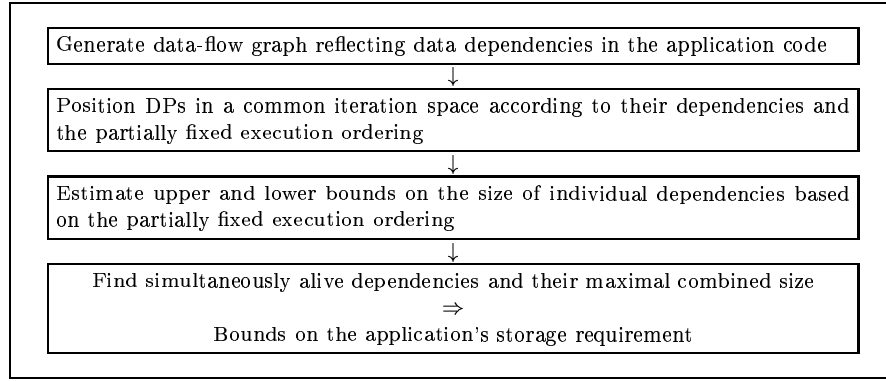 Generate data-flow graph reflecting data dependencies in the application code
↓
Position DPs in a common iteration space according to their dependencies and
the partially fixed execution ordering
↓
Estimate upper and lower bounds on the size of individual dependencies based
on the partially fixed execution ordering
↓
Find simultaneously alive dependencies and their maximal combined size
⇒
Bounds on the application's storage requirement